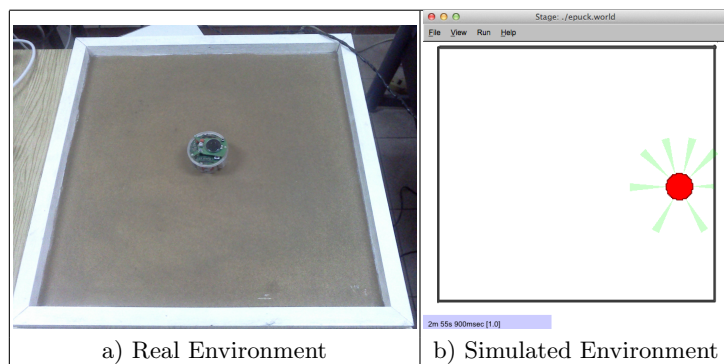 Stage: ./epuck.world
File View Run Help
2m 55s 900msec [1.0]
a) Real Environment
b) Simulated Environment